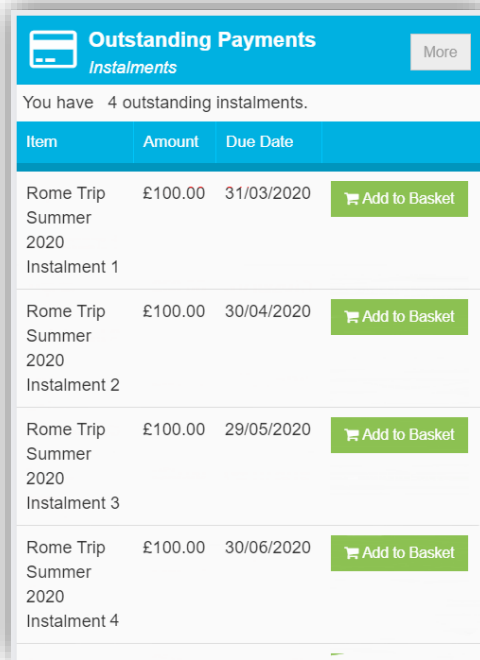 Outstanding Payments
Instalments
More
You have 4 outstanding instalments.
Item Amount Due Date
Rome Trip £100.00 31/03/2020 Add to Basket
Summer
2020
Instalment 1
Rome Trip £100.00 30/04/2020 Add to Basket
Summer
2020
Instalment 2
Rome Trip £100.00 29/05/2020 Add to Basket
Summer
2020
Instalment 3
Rome Trip £100.00 30/06/2020 Add to Basket
Summer
2020
Instalment 4